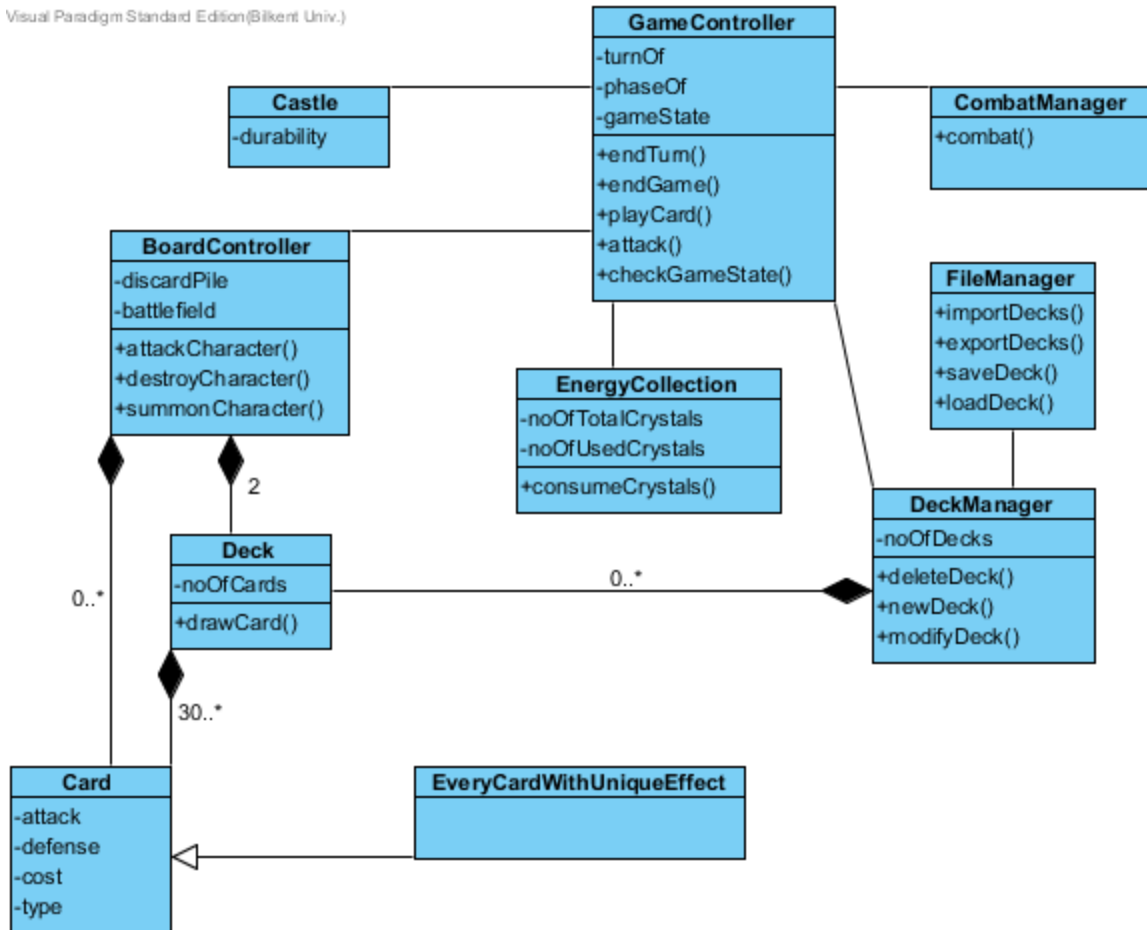 Visual Paradigm Standard Edition(Bilkent Univ.)
GameController
-turnOf
-phaseOf
-gameState
+endTurn()
+endGame()
+playCard()
+attack()
+checkGameState()
Castle
-durability
CombatManager
+combat()
BoardController
-discardPile
-battlefield
+attackCharacter()
+destroyCharacter()
+summonCharacter()
FileManager
+importDecks()
+exportDecks()
+saveDeck()
+loadDeck()
EnergyCollection
-noOfTotalCrystals
-noOfUsedCrystals
+consumeCrystals()
2
DeckManager
-noOfDecks
+deleteDeck()
+newDeck()
+modifyDeck()
Deck
-noOfCards
+drawCard()
0..*
0..*
30..*
Card
-attack
-defense
-cost
-type
EveryCardWithUniqueEffect